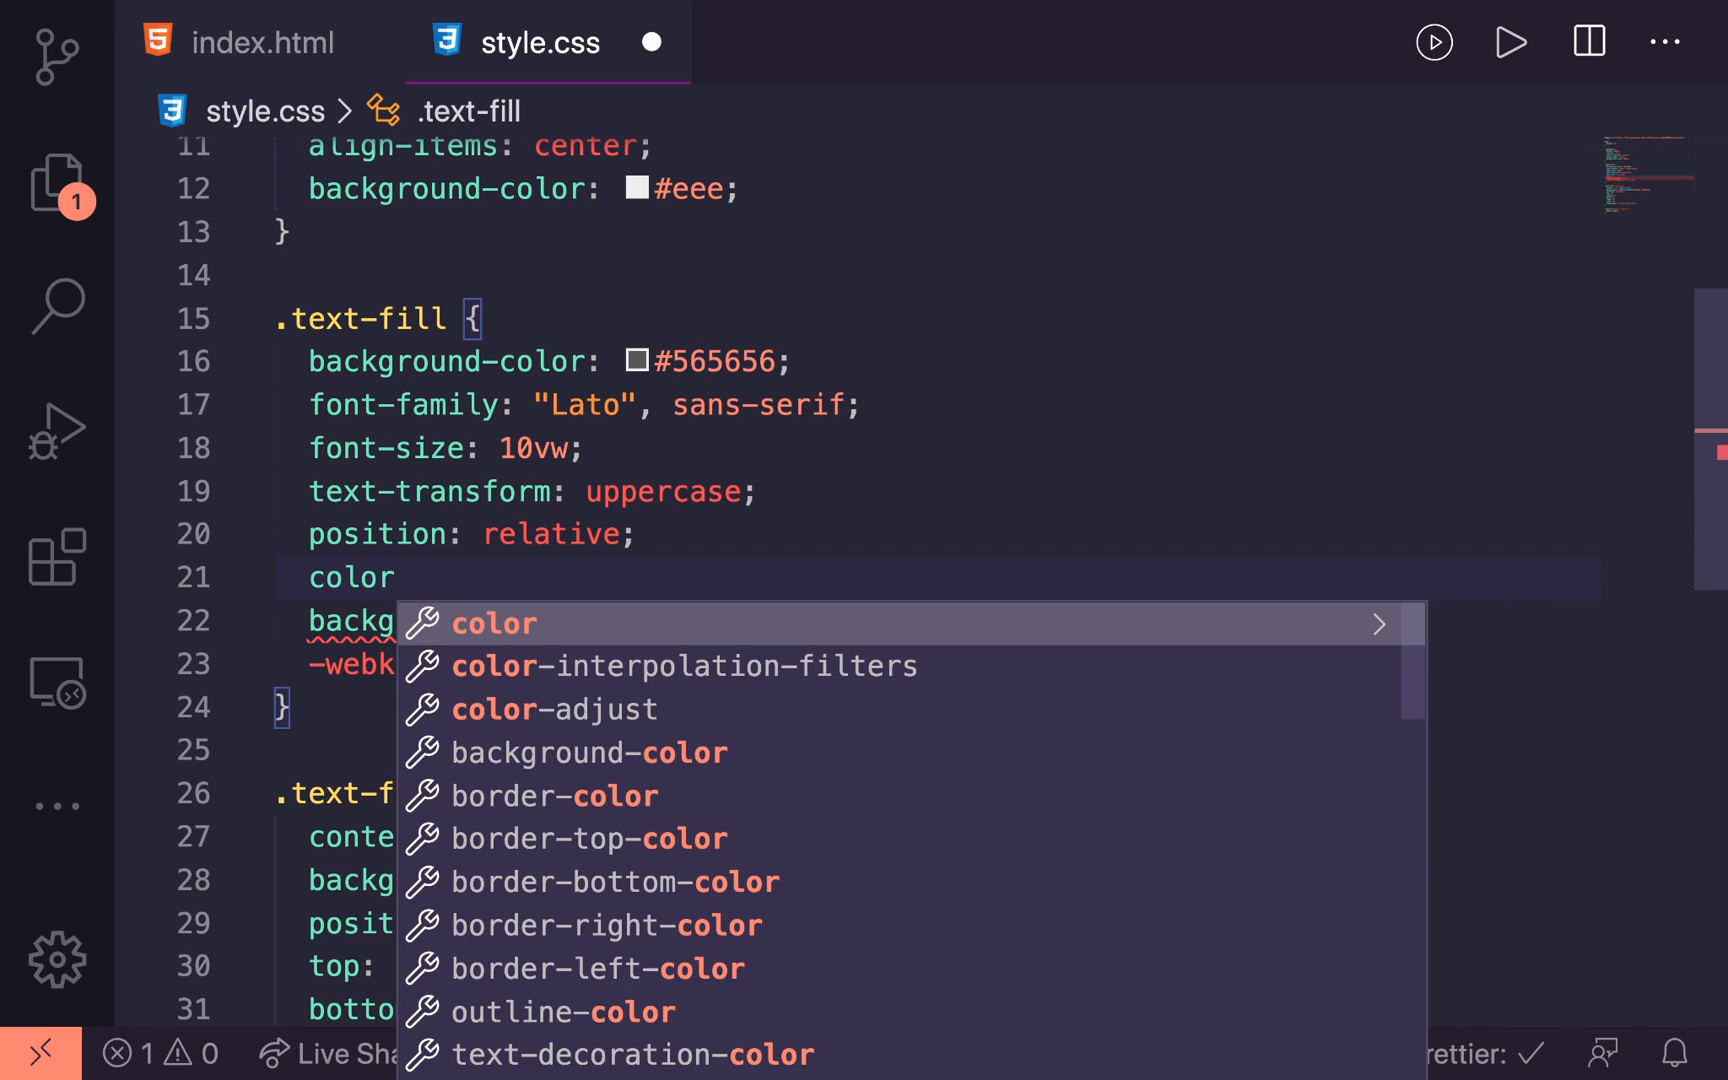 index.html
style.css
style.css > .text-fill
11 align-items: center;
12 background-color: #eee;
13 }
14
15 .text-fill {
16 background-color: #565656;
17 font-family: "Lato", sans-serif;
18 font-size: 10vw;
19 text-transform: uppercase;
20 position: relative;
21 color
22 backg
23 -webk
24 }
25
26 .text-f
27 conte
28 backg
29 posit
30 top:
31 botto
color
color-interpolation-filters
color-adjust
background-color
border-color
border-top-color
border-bottom-color
border-right-color
border-left-color
outline-color
text-decoration-color
1
1 0 Live Sha rettier: